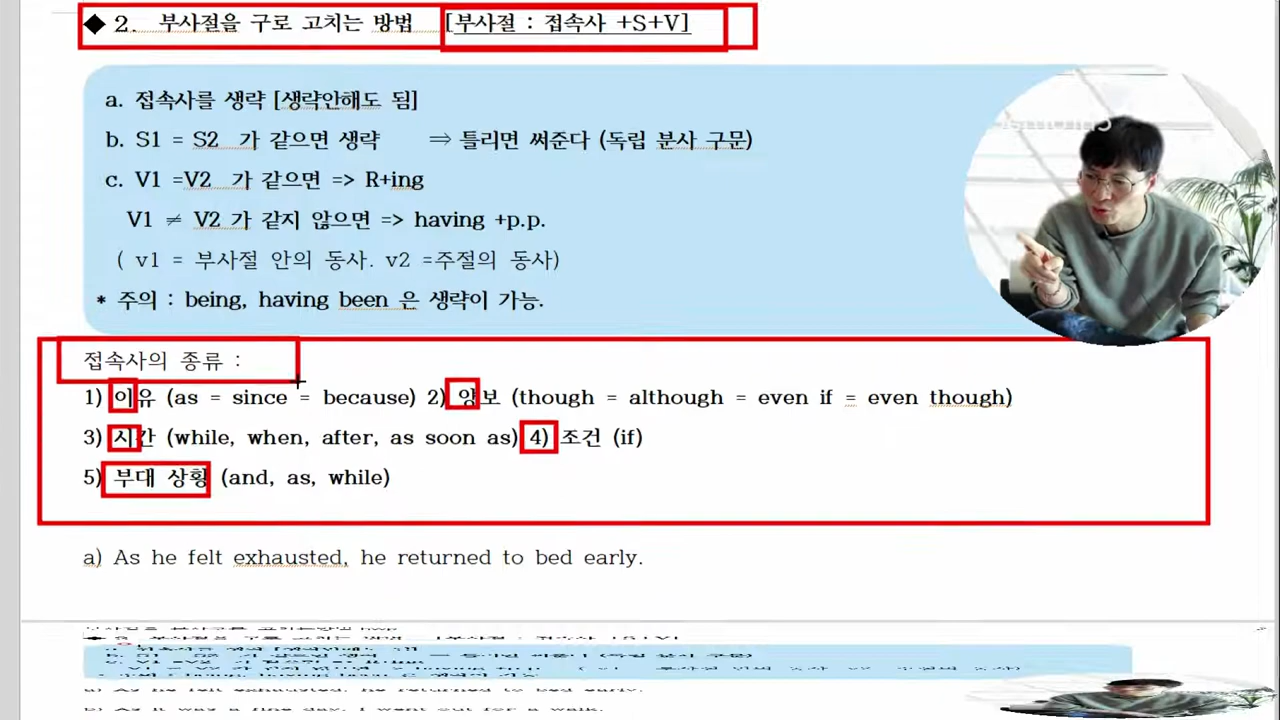 ◆ 2. 부사절을 구로 고치는 방법 [부사절 : 접속사 +S+V]
a. 접속사를 생략 [생략안해도 됨]
b. S1 = S2 가 같으면 생략 ⇒ 틀리면 써준다 (독립 분사 구문)
c. V1 =V2 가 같으면 => R+ing
V1 ≠ V2 가 같지 않으면 => having +p.p.
( v1 = 부사절 안의 동사. v2 =주절의 동사)
* 주의 : being, having been 은 생략이 가능.
접속사의 종류 :
1) 이유 (as = since = because) 2) 양보 (though = although = even if = even though)
3) 시간 (while, when, after, as soon as) 4) 조건 (if)
5) 부대 상황 (and, as, while)
a) As he felt exhausted, he returned to bed early.